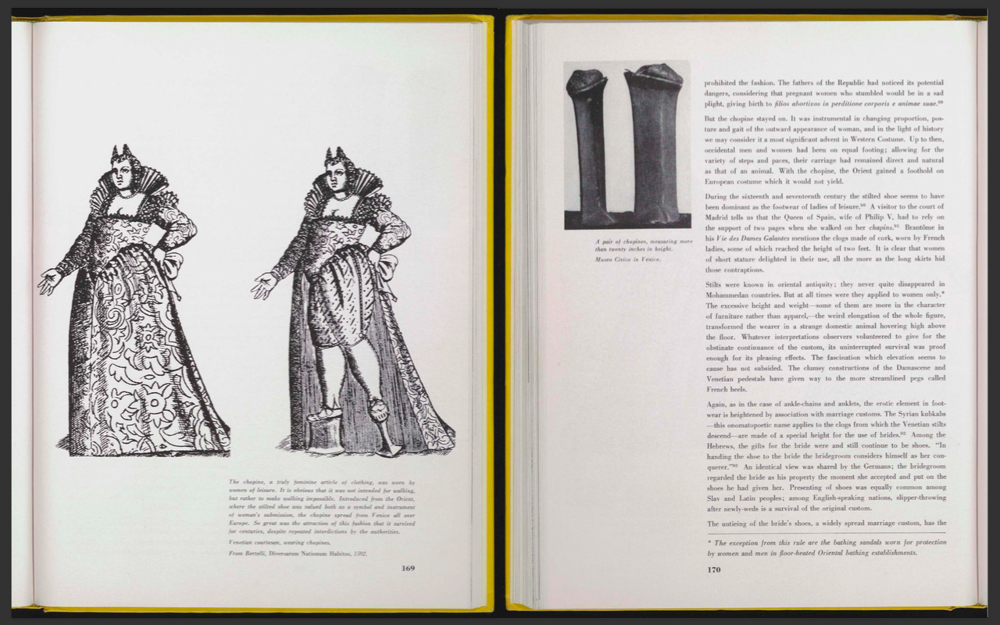 The chopine, a truly feminine article of clothing, was worn by
women of leisure. It is obvious that it was not intended for walking,
but rather to make walking impossible. Introduced from the Orient,
where the stilted shoe was valued both as a symbol and instrument
of woman's submission, the chopine spread from Venice all over
Europe. So great was the attraction of this fashion that it survived
for centuries, despite repeated interdictions by the authorities.
Venetian courtesan, wearing chopines.
From Bertelli, Diversarum Nationum Habitus, 1592.
169
A pair of chopines, measuring more
than twenty inches in height.
Museo Civico in Venice.
prohibited the fashion. The fathers of the Republic had noticed its potential
dangers, considering that pregnant women who stumbled would be in a sad
plight, giving birth to filios abortivos in perditione corporis e animae suae.⁸⁹
But the chopine stayed on. It was instrumental in changing proportion, pos-
ture and gait of the outward appearance of woman, and in the light of history
we may consider it a most significant advent in Western Costume. Up to then,
occidental men and women had been on equal footing; allowing for the
variety of steps and paces, their carriage had remained direct and natural
as that of an animal. With the chopine, the Orient gained a foothold on
European costume which it would not yield.
During the sixteenth and seventeenth century the stilted shoe seems to have
been dominant as the footwear of ladies of leisure.⁹⁰ A visitor to the court of
Madrid tells us that the Queen of Spain, wife of Philip V, had to rely on
the support of two pages when she walked on her chapins.⁹¹ Brantôme in
his Vie des Dames Galantes mentions the clogs made of cork, worn by French
ladies, some of which reached the height of two feet. It is clear that women
of short stature delighted in their use, all the more as the long skirts hid
those contraptions.
Stilts were known in oriental antiquity; they never quite disappeared in
Mohammedan countries. But at all times were they applied to women only.*
The excessive height and weight—some of them are more in the character
of furniture rather than apparel,—the weird elongation of the whole figure,
transformed the wearer in a strange domestic animal hovering high above
the floor. Whatever interpretations observers volunteered to give for the
obstinate continuance of the custom, its uninterrupted survival was proof
enough for its pleasing effects. The fascination which elevation seems to
cause has not subsided. The clumsy constructions of the Damascene and
Venetian pedestals have given way to the more streamlined pegs called
French heels.
Again, as in the case of ankle-chains and anklets, the erotic element in foot-
wear is heightened by association with marriage customs. The Syrian kubkabs
—this onomatopoetic name applies to the clogs from which the Venetian stilts
descend—are made of a special height for the use of brides.⁹² Among the
Hebrews, the gifts for the bride were and still continue to be shoes. "In
handing the shoe to the bride the bridegroom considers himself as her con-
querer."⁹³ An identical view was shared by the Germans; the bridegroom
regarded the bride as his property the moment she accepted and put on the
shoes he had given her. Presenting of shoes was equally common among
Slav and Latin peoples; among English-speaking nations, slipper-throwing
after newly-weds is a survival of the original custom.
The untieing of the bride's shoes, a widely spread marriage custom, has the
* The exception from this rule are the bathing sandals worn for protection
by women and men in floor-heated Oriental bathing establishments.
170